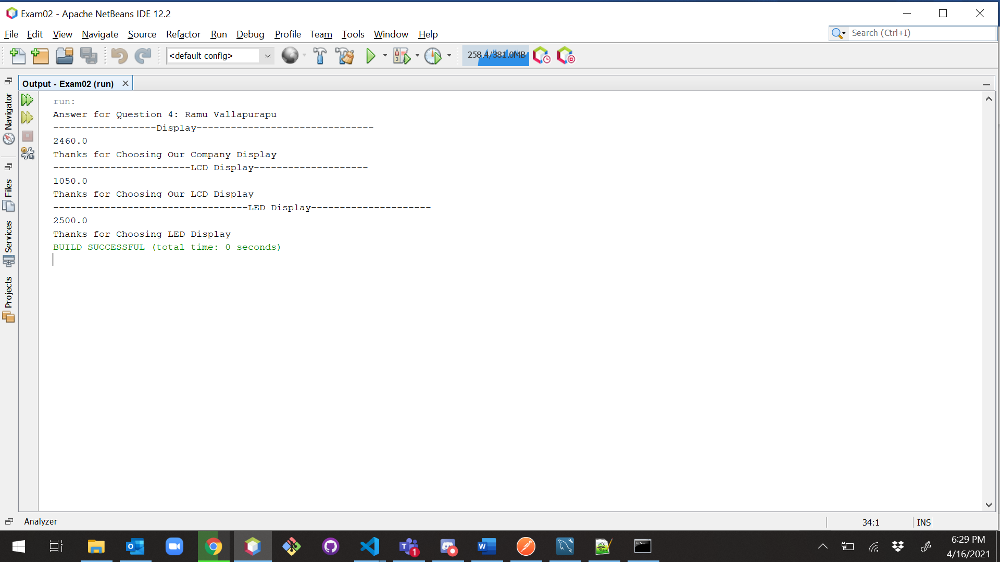 Exam02 - Apache NetBeans IDE 12.2
File Edit View Navigate Source Refactor Run Debug Profile Team Tools Window Help
Search (Ctrl+I)
<default config>
258.4/381.0MB
Output - Exam02 (run)
Navigator
Files
Services
Projects
run:
Answer for Question 4: Ramu Vallapurapu
------------------Display-------------------------------
2460.0
Thanks for Choosing Our Company Display
------------------------LCD Display--------------------
1050.0
Thanks for Choosing Our LCD Display
----------------------------------LED Display---------------------
2500.0
Thanks for Choosing LED Display
BUILD SUCCESSFUL (total time: 0 seconds)
Analyzer
34:1
INS
6:29 PM
4/16/2021